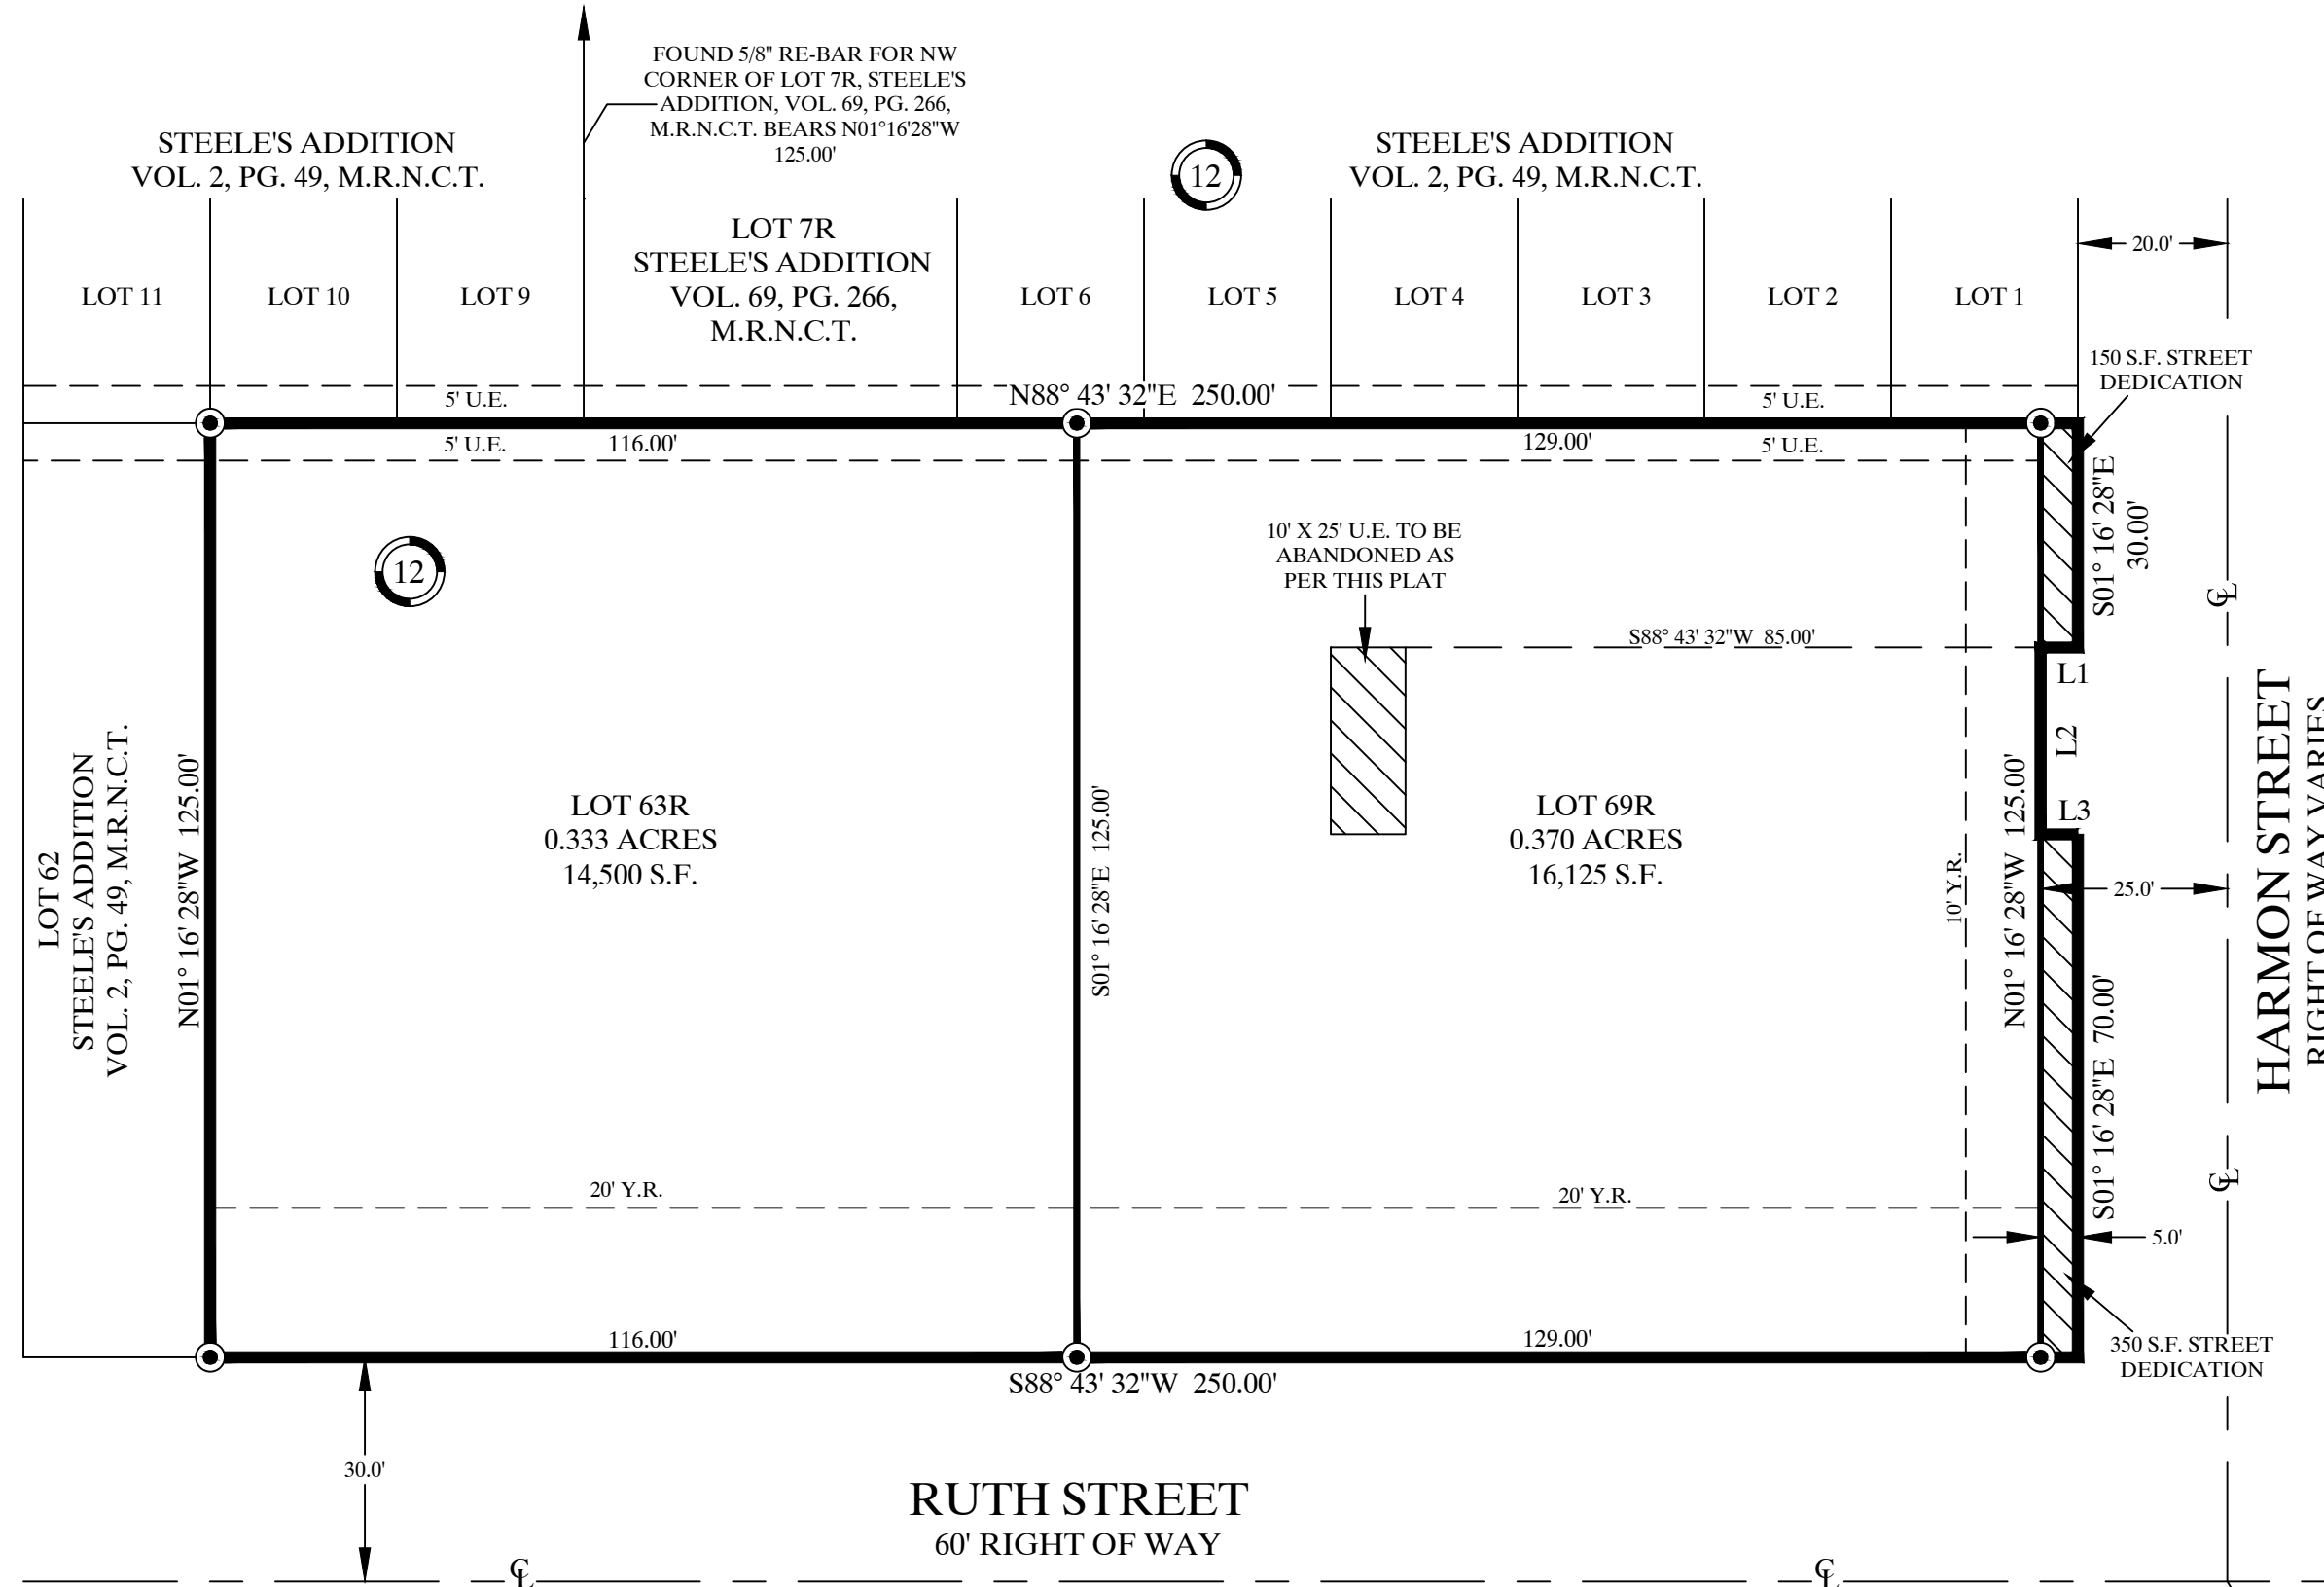 FOUND 5/8" RE-BAR FOR NW
CORNER OF LOT 7R, STEELE'S
ADDITION, VOL. 69, PG. 266,
M.R.N.C.T. BEARS N01°16'28"W
125.00'
STEELE'S ADDITION
VOL. 2, PG. 49, M.R.N.C.T.
12
STEELE'S ADDITION
VOL. 2, PG. 49, M.R.N.C.T.
LOT 7R
STEELE'S ADDITION
VOL. 69, PG. 266,
M.R.N.C.T.
20.0'
LOT 11
LOT 10
LOT 9
LOT 6
LOT 5
LOT 4
LOT 3
LOT 2
LOT 1
150 S.F. STREET
DEDICATION
N88° 43' 32"E 250.00'
5' U.E.
5' U.E.
5' U.E.
116.00'
129.00'
5' U.E.
S01° 16' 28"E
30.00'
10' X 25' U.E. TO BE
ABANDONED AS
PER THIS PLAT
12
S88° 43' 32"W 85.00'
L1
L2
L3
℄
LOT 62
STEELE'S ADDITION
VOL. 2, PG. 49, M.R.N.C.T.
N01° 16' 28"W 125.00'
LOT 63R
0.333 ACRES
14,500 S.F.
S01° 16' 28"E 125.00'
LOT 69R
0.370 ACRES
16,125 S.F.
10' Y.R.
N01° 16' 28"W 125.00'
25.0'
HARMON STREET
RIGHT OF WAY VARIES
S01° 16' 28"E 70.00'
℄
20' Y.R.
20' Y.R.
5.0'
116.00'
129.00'
350 S.F. STREET
DEDICATION
S88° 43' 32"W 250.00'
30.0'
RUTH STREET
60' RIGHT OF WAY
℄
℄